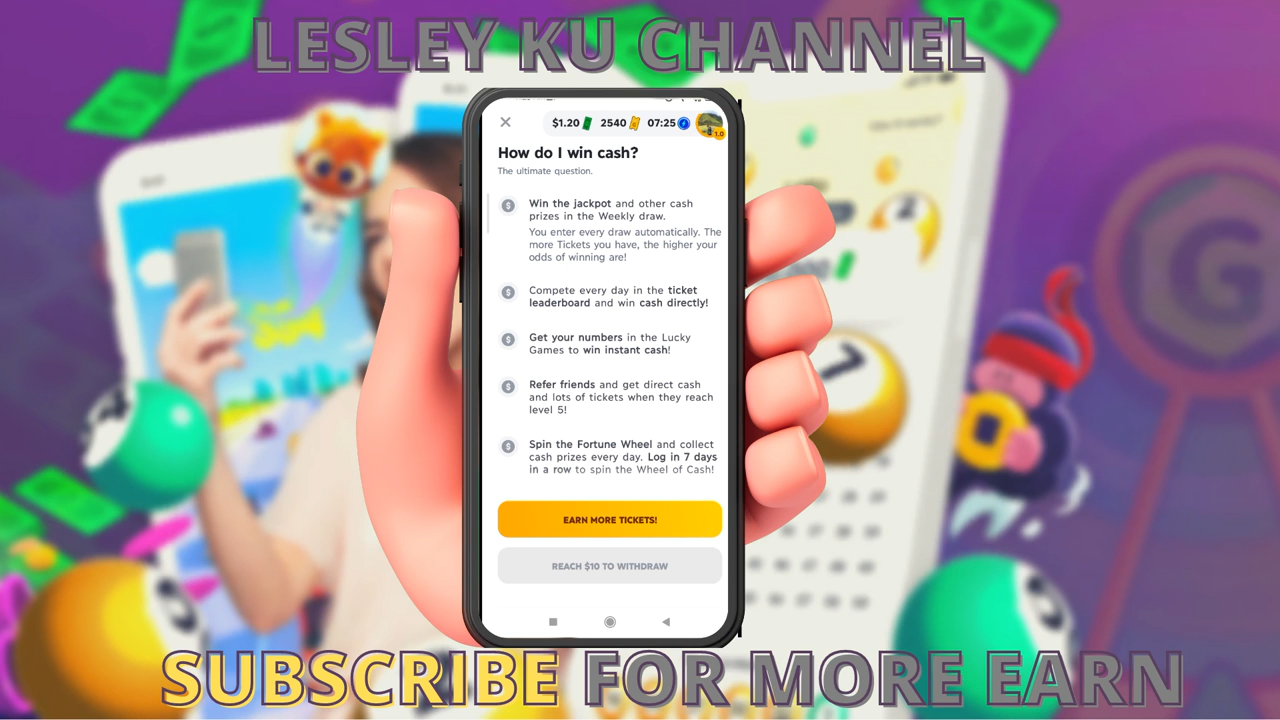 LESLEY KU CHANNEL
$1.20 2540 07:25
1.0
How do I win cash?
The ultimate question.
Win the jackpot and other cash
prizes in the Weekly draw.
You enter every draw automatically. The
more Tickets you have, the higher your
odds of winning are!
Compete every day in the ticket
leaderboard and win cash directly!
Get your numbers in the Lucky
Games to win instant cash!
Refer friends and get direct cash
and lots of tickets when they reach
level 5!
Spin the Fortune Wheel and collect
cash prizes every day. Log in 7 days
in a row to spin the Wheel of Cash!
EARN MORE TICKETS!
REACH $10 TO WITHDRAW
SUBSCRIBE FOR MORE EARN